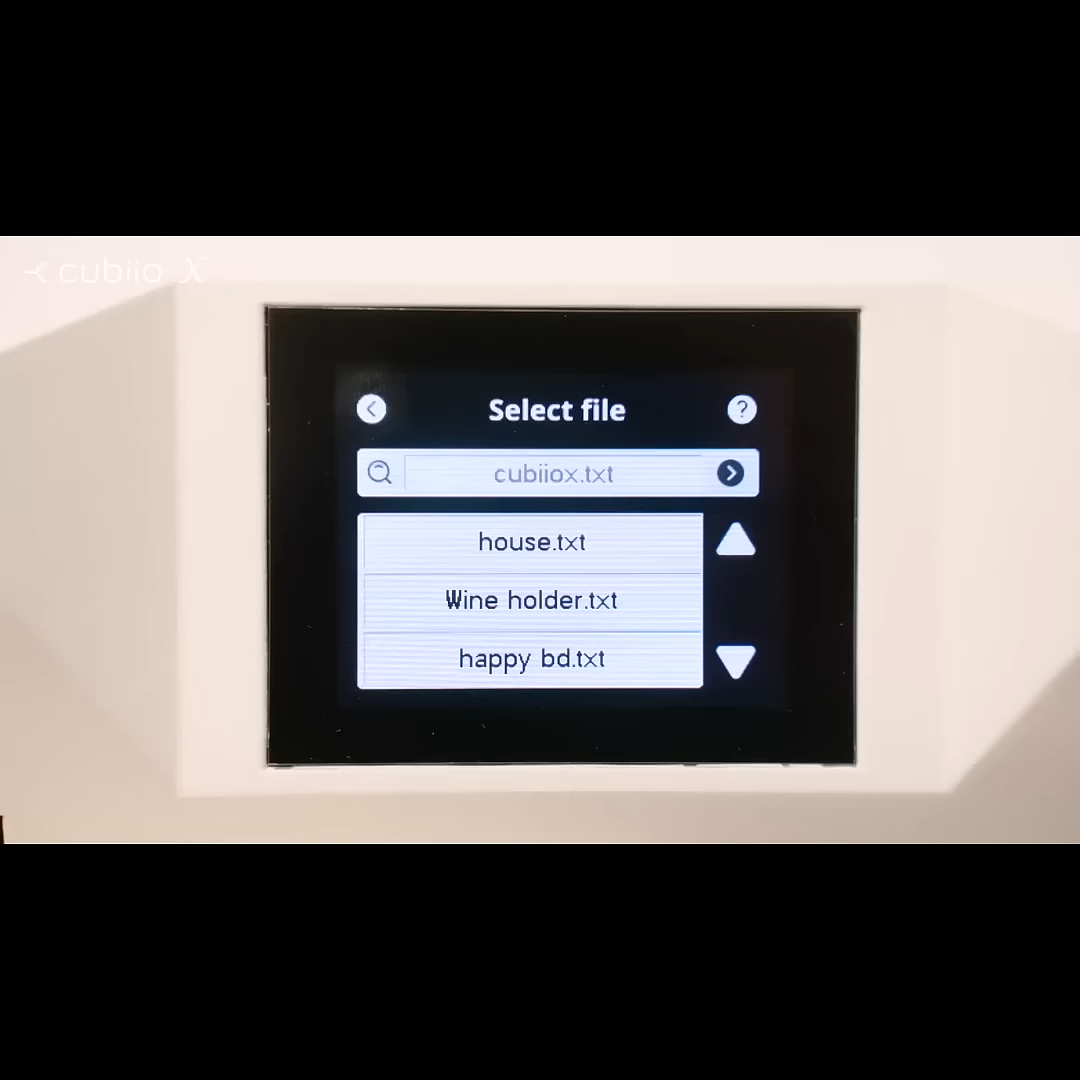 cubiio X
Select file
?
cubiiox.txt
house.txt
Wine holder.txt
happy bd.txt